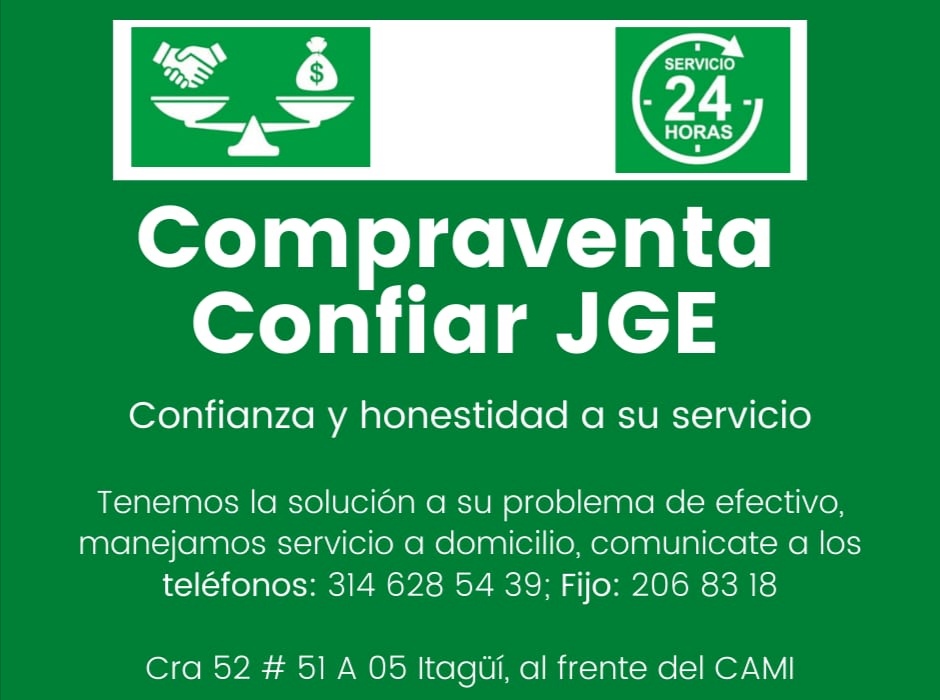 $
SERVICIO
24
HORAS
Compraventa
Confiar JGE
Confianza y honestidad a su servicio
Tenemos la solución a su problema de efectivo,
manejamos servicio a domicilio, comunicate a los
teléfonos: 314 628 54 39; Fijo: 206 83 18
Cra 52 # 51 A 05 Itagüí, al frente del CAMI